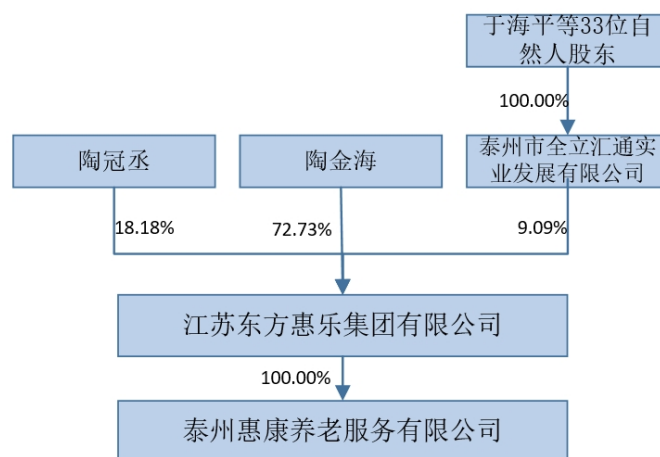 于海平等33位自
然人股东
100.00%
陶冠丞
陶金海
泰州市全立汇通实
业发展有限公司
18.18%
72.73%
9.09%
江苏东方惠乐集团有限公司
100.00%
泰州惠康养老服务有限公司